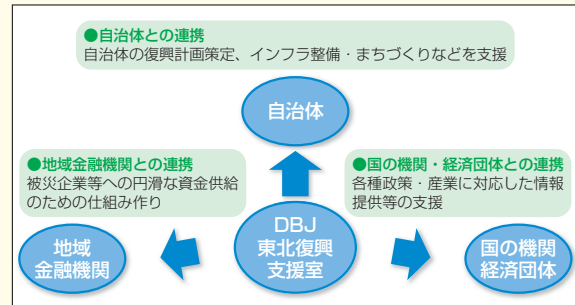 ●自治体との連携
自治体の復興計画策定、インフラ整備・まちづくりなどを支援
自治体
●地域金融機関との連携
被災企業等への円滑な資金供給
のための仕組み作り
●国の機関・経済団体との連携
各種政策・産業に対応した情報
提供等の支援
地域
金融機関
DBJ
東北復興
支援室
国の機関
経済団体